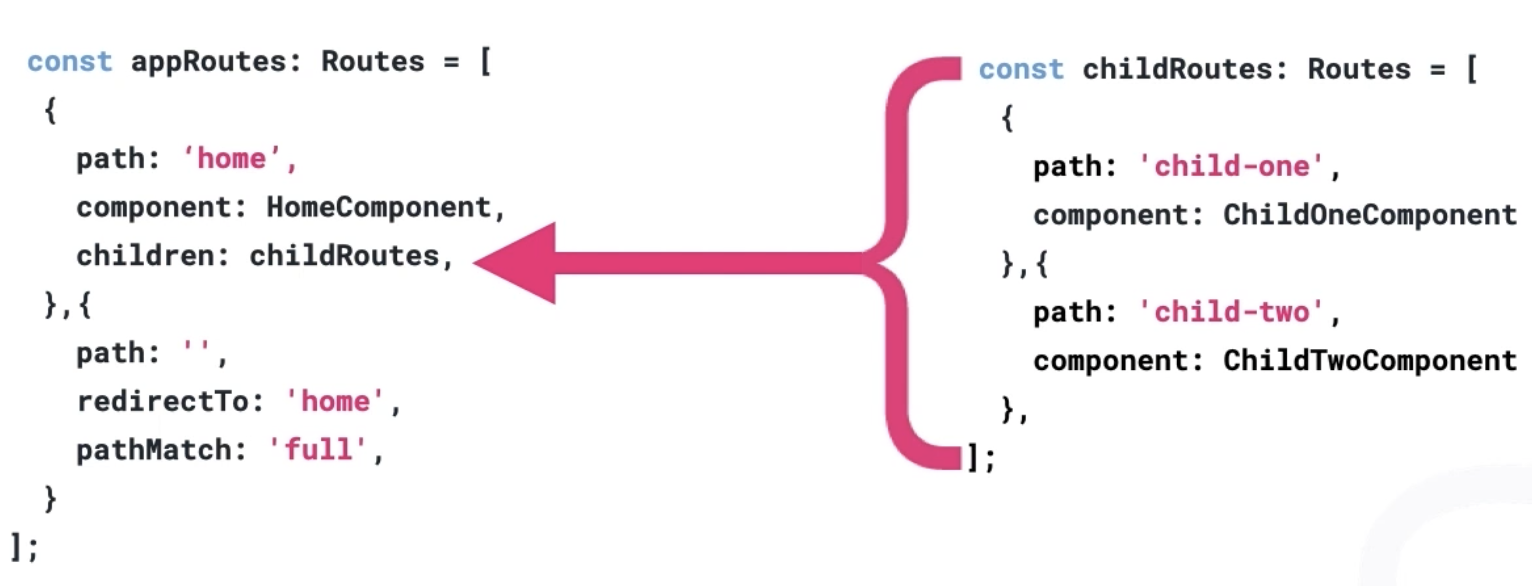 const appRoutes: Routes = [
{
path: ‘home’,
component: HomeComponent,
children: childRoutes,
},{
path: '',
redirectTo: 'home',
pathMatch: 'full',
}
];
const childRoutes: Routes = [
{
path: 'child-one',
component: ChildOneComponent
},{
path: 'child-two',
component: ChildTwoComponent
},
];